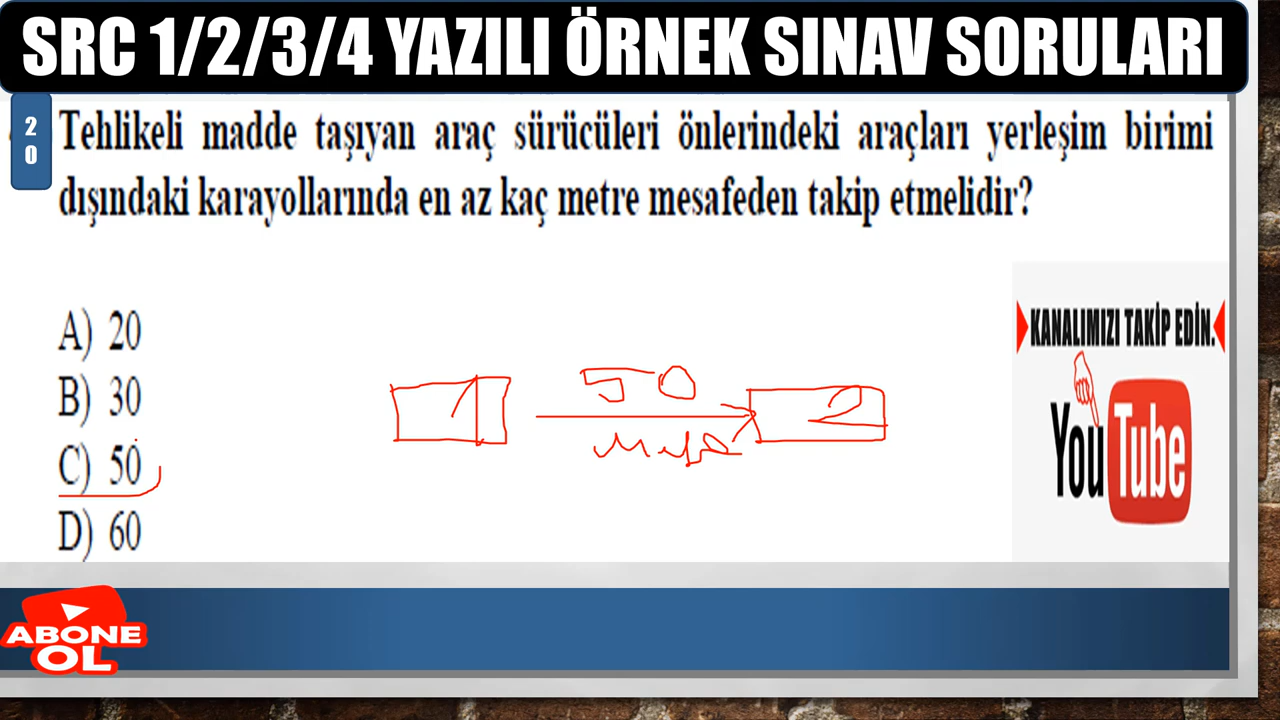 SRC 1/2/3/4 YAZILI ÖRNEK SINAV SORULARI
20
Tehlikeli madde taşıyan araç sürücüleri önlerindeki araçları yerleşim birimi
dışındaki karayollarında en az kaç metre mesafeden takip etmelidir?
A) 20
B) 30
C) 50
D) 60
1
50
2
KANALIMIZI TAKİP EDİN.
YouTube
ABONE
OL